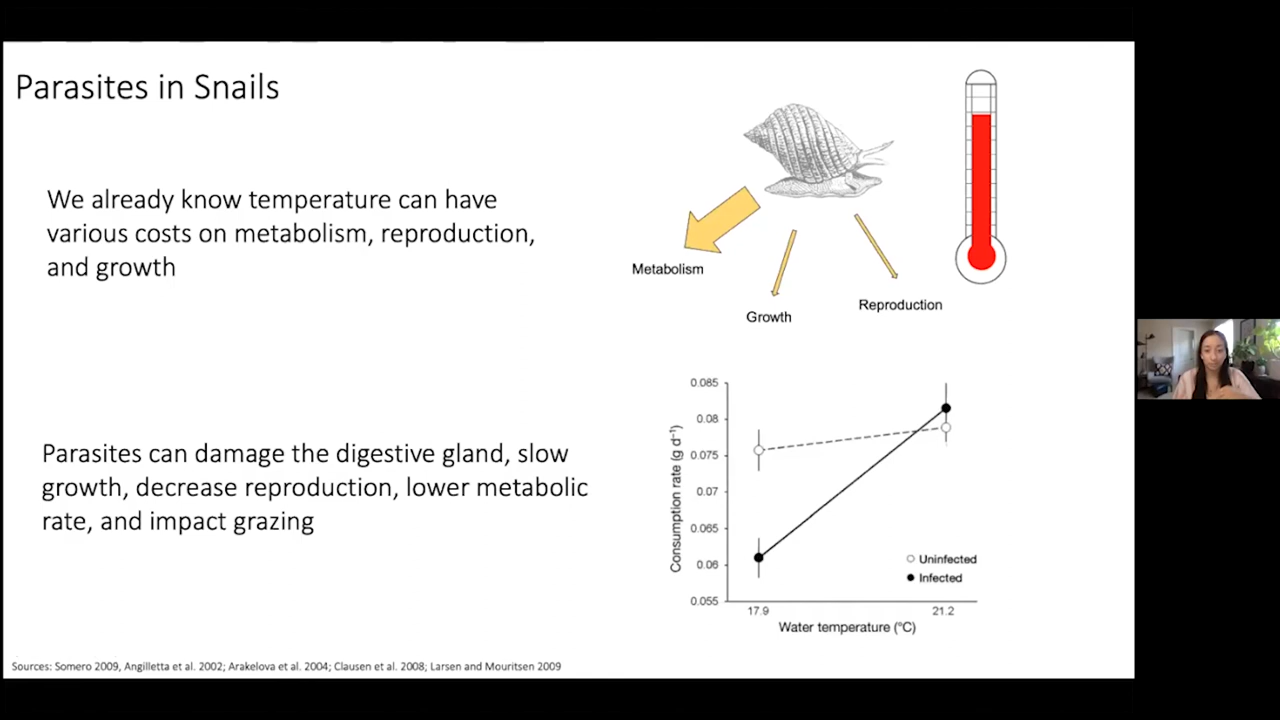 Parasites in Snails
We already know temperature can have
various costs on metabolism, reproduction,
and growth
Metabolism
Growth
Reproduction
Parasites can damage the digestive gland, slow
growth, decrease reproduction, lower metabolic
rate, and impact grazing
0.085
0.08
0.075
0.07
0.065
0.06
0.055
Consumption rate (g d⁻¹)
Uninfected
Infected
17.9
21.2
Water temperature (°C)
Sources: Somero 2009, Angilletta et al. 2002; Arakelova et al. 2004; Clausen et al. 2008; Larsen and Mouritsen 2009